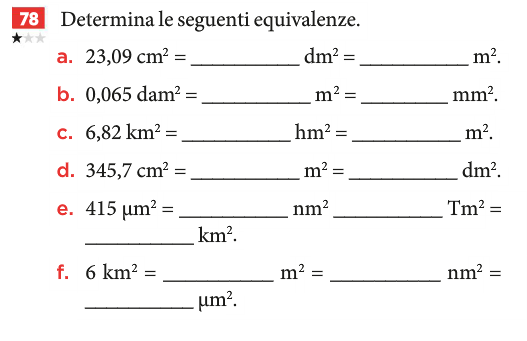 78 Determina le seguenti equivalenze.
a. 23,09 cm² = __________ dm² = __________ m².
b. 0,065 dam² = __________ m² = ________ mm².
c. 6,82 km² = __________ hm² = __________ m².
d. 345,7 cm² = __________ m² = __________ dm².
e. 415 μm² = __________ nm² __________ Tm² =
__________ km².
f. 6 km² = __________ m² = __________ nm² =
__________ μm².